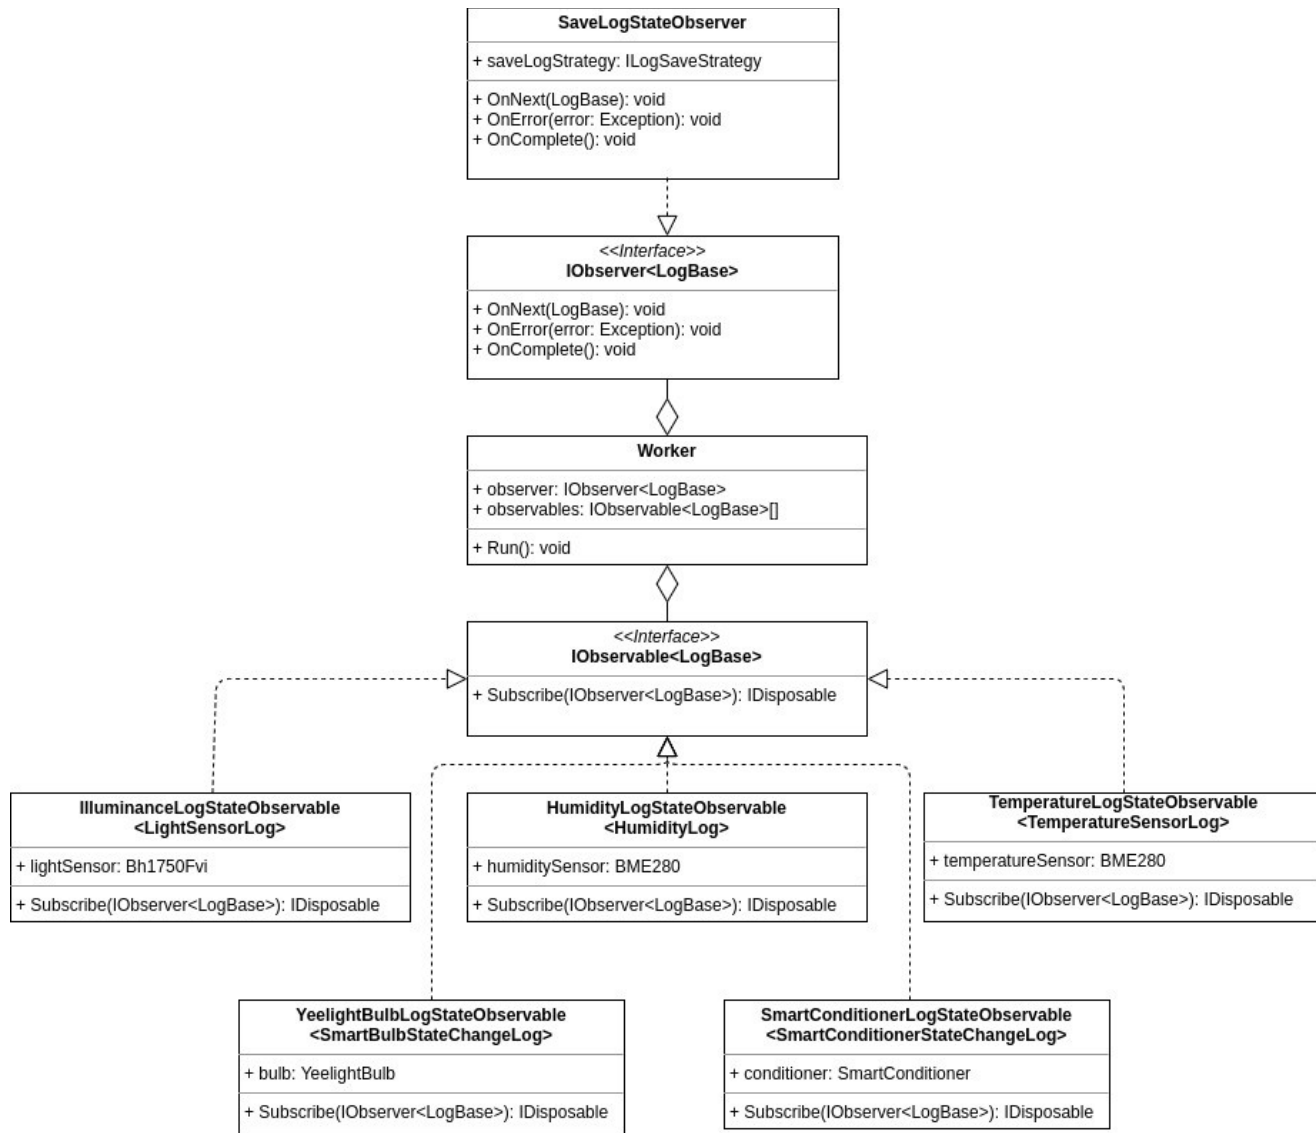 SaveLogStateObserver
+ saveLogStrategy: ILogSaveStrategy
+ OnNext(LogBase): void
+ OnError(error: Exception): void
+ OnComplete(): void
<<Interface>>
IObserver<LogBase>
+ OnNext(LogBase): void
+ OnError(error: Exception): void
+ OnComplete(): void
Worker
+ observer: IObserver<LogBase>
+ observables: IObservable<LogBase>[]
+ Run(): void
<<Interface>>
IObservable<LogBase>
+ Subscribe(IObserver<LogBase>): IDisposable
IlluminanceLogStateObservable
<LightSensorLog>
+ lightSensor: Bh1750Fvi
+ Subscribe(IObserver<LogBase>): IDisposable
HumidityLogStateObservable
<HumidityLog>
+ humiditySensor: BME280
+ Subscribe(IObserver<LogBase>): IDisposable
TemperatureLogStateObservable
<TemperatureSensorLog>
+ temperatureSensor: BME280
+ Subscribe(IObserver<LogBase>): IDisposable
YeelightBulbLogStateObservable
<SmartBulbStateChangeLog>
+ bulb: YeelightBulb
+ Subscribe(IObserver<LogBase>): IDisposable
SmartConditionerLogStateObservable
<SmartConditionerStateChangeLog>
+ conditioner: SmartConditioner
+ Subscribe(IObserver<LogBase>): IDisposable